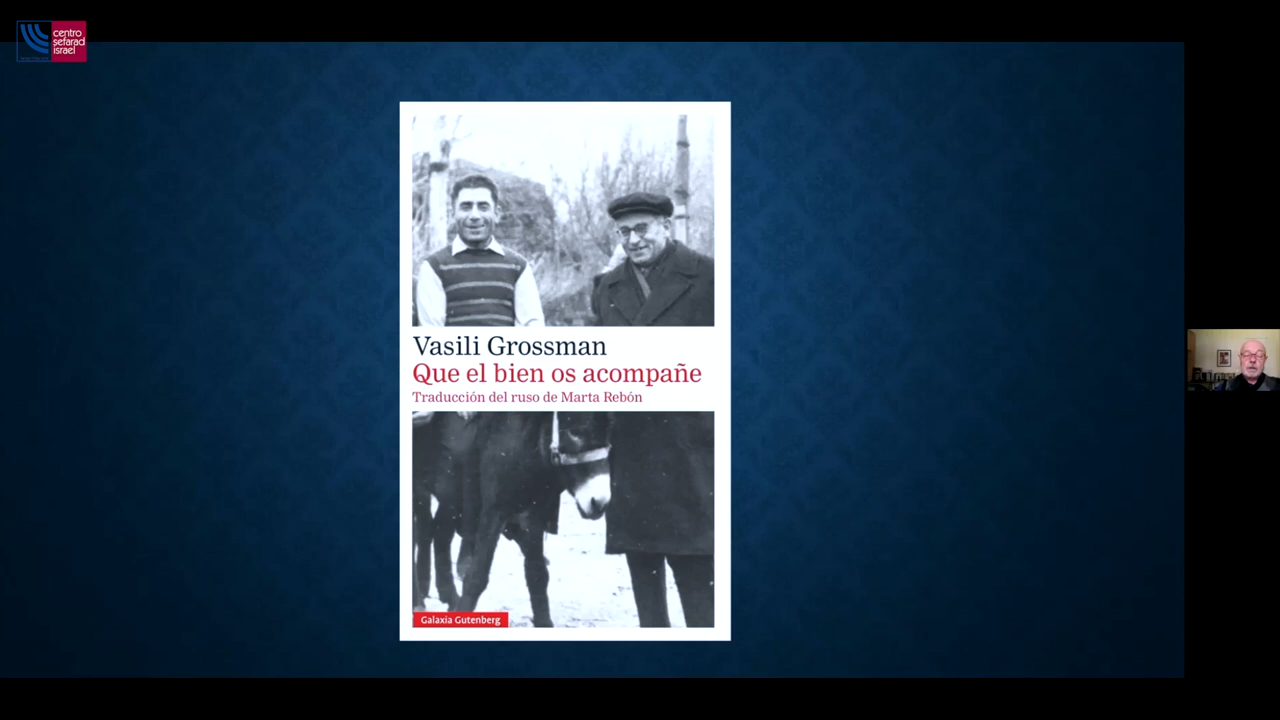 centro
sefarad
israel
Vasili Grossman
Que el bien os acompañe
Traducción del ruso de Marta Rebón
Galaxia Gutenberg